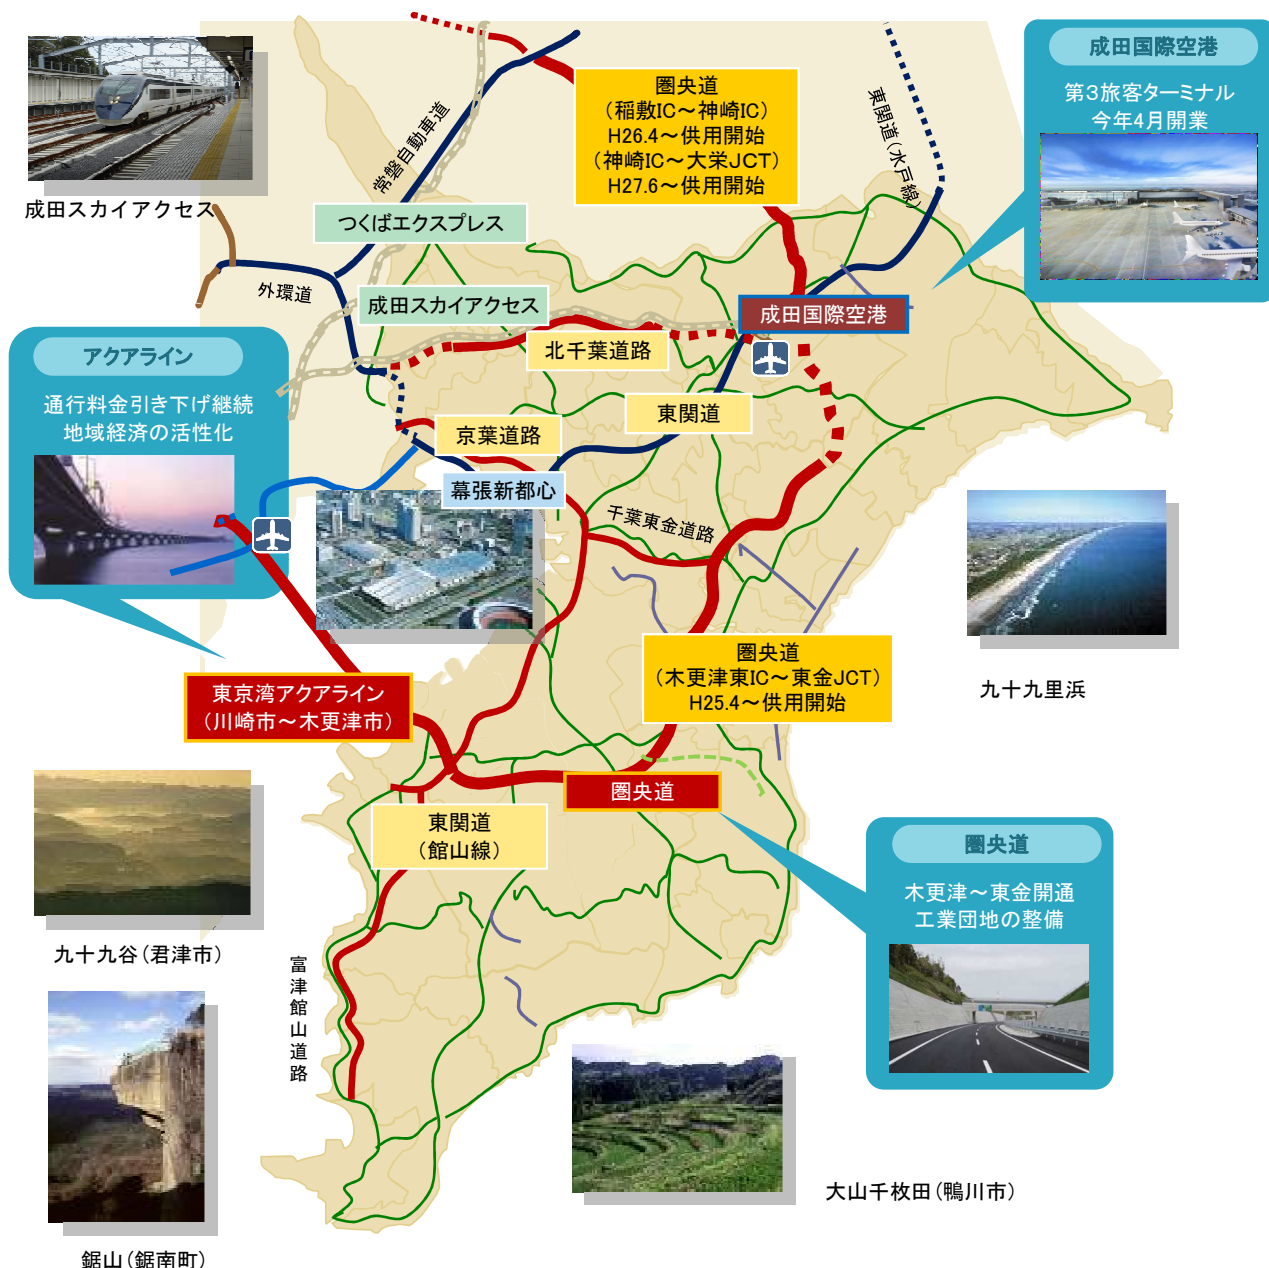 成田国際空港
第3旅客ターミナル
今年4月開業
圏央道
（稲敷IC～神崎IC）
H26.4～供用開始
（神崎IC～大栄JCT）
H27.6～供用開始
東関道（水戸線）
常磐自動車道
成田スカイアクセス
つくばエクスプレス
外環道
成田スカイアクセス
成田国際空港
北千葉道路
アクアライン
通行料金引き下げ継続
地域経済の活性化
東関道
京葉道路
幕張新都心
千葉東金道路
圏央道
（木更津東IC～東金JCT）
H25.4～供用開始
九十九里浜
東京湾アクアライン
（川崎市～木更津市）
圏央道
東関道
（館山線）
圏央道
木更津～東金開通
工業団地の整備
九十九谷（君津市）
富津館山道路
大山千枚田（鴨川市）
鋸山（鋸南町）